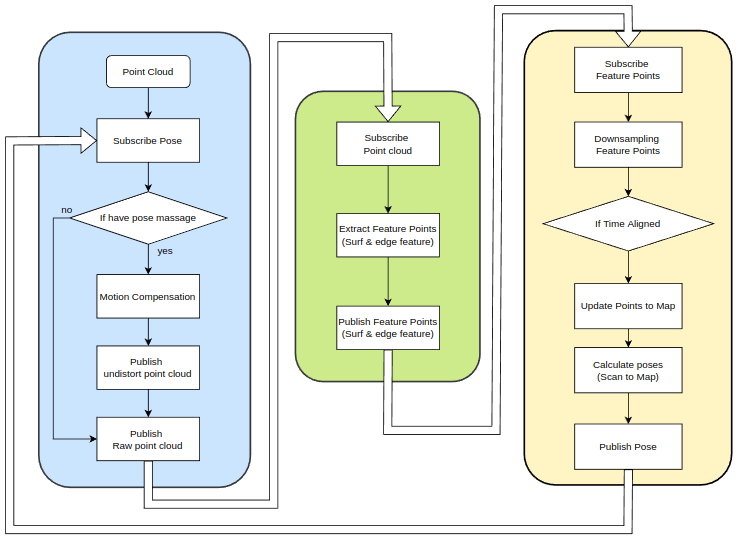 Point Cloud
Subscribe Pose
If have pose massage
no
yes
Motion Compensation
Publish
undistort point cloud
Publish
Raw point cloud
Subscribe
Point cloud
Extract Feature Points
(Surf & edge feature)
Publish Feature Points
(Surf & edge feature)
Subscribe
Feature Points
Downsampling
Feature Points
If Time Aligned
Update Points to Map
Calculate poses
(Scan to Map)
Publish Pose